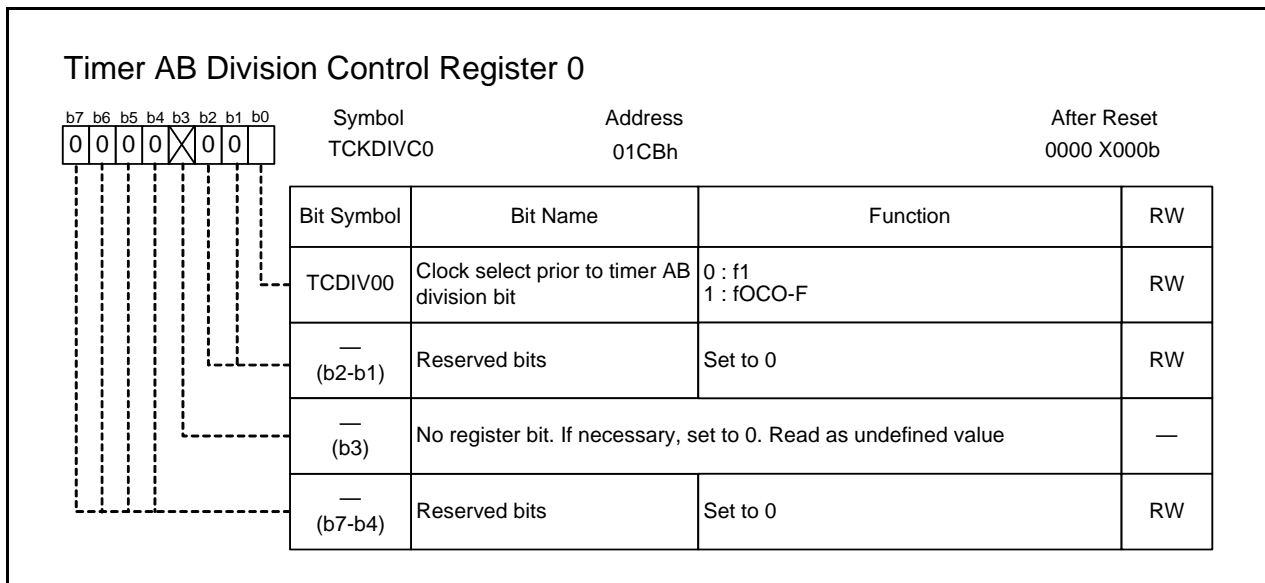 Timer AB Division Control Register 0
b7 b6 b5 b4 b3 b2 b1 b0
Symbol Address After Reset
0 0 0 0 0 0
TCKDIVC0 01CBh 0000 X000b
Bit Symbol Bit Name Function RW
TCDIV00 Clock select prior to timer AB division bit 0 : f1 RW
1 : fOCO-F
—
(b2-b1) Reserved bits Set to 0 RW
—
(b3) No register bit. If necessary, set to 0. Read as undefined value —
—
(b7-b4) Reserved bits Set to 0 RW